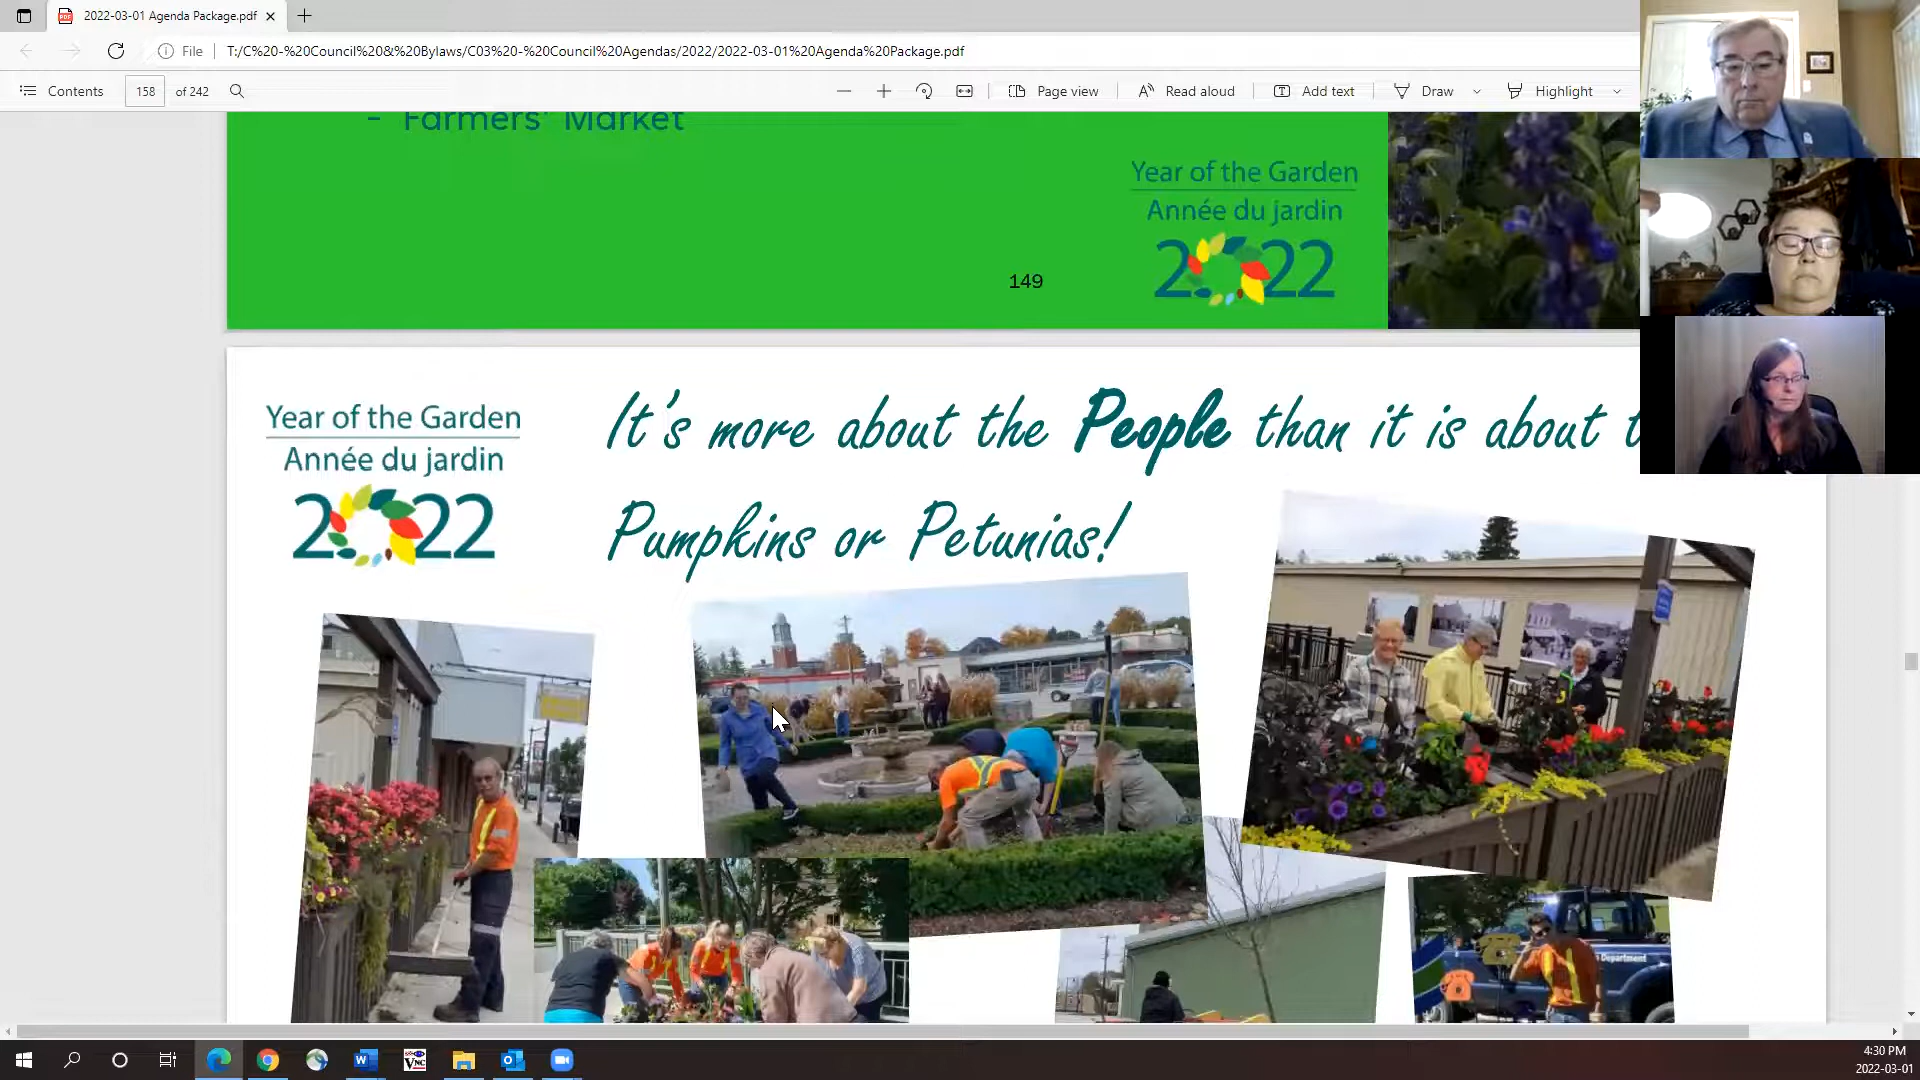 2022-03-01 Agenda Package.pdf
File
T:/C%20-%20Council%20&%20Bylaws/C03%20-%20Council%20Agendas/2022/2022-03-01%20Agenda%20Package.pdf
Contents
158
of 242
Page view
Read aloud
Add text
Draw
Highlight
- Farmers' Market
Year of the Garden
Année du jardin
2022
149
Year of the Garden
Année du jardin
2022
It's more about the People than it is about t
Pumpkins or Petunias!
Department
4:30 PM
2022-03-01